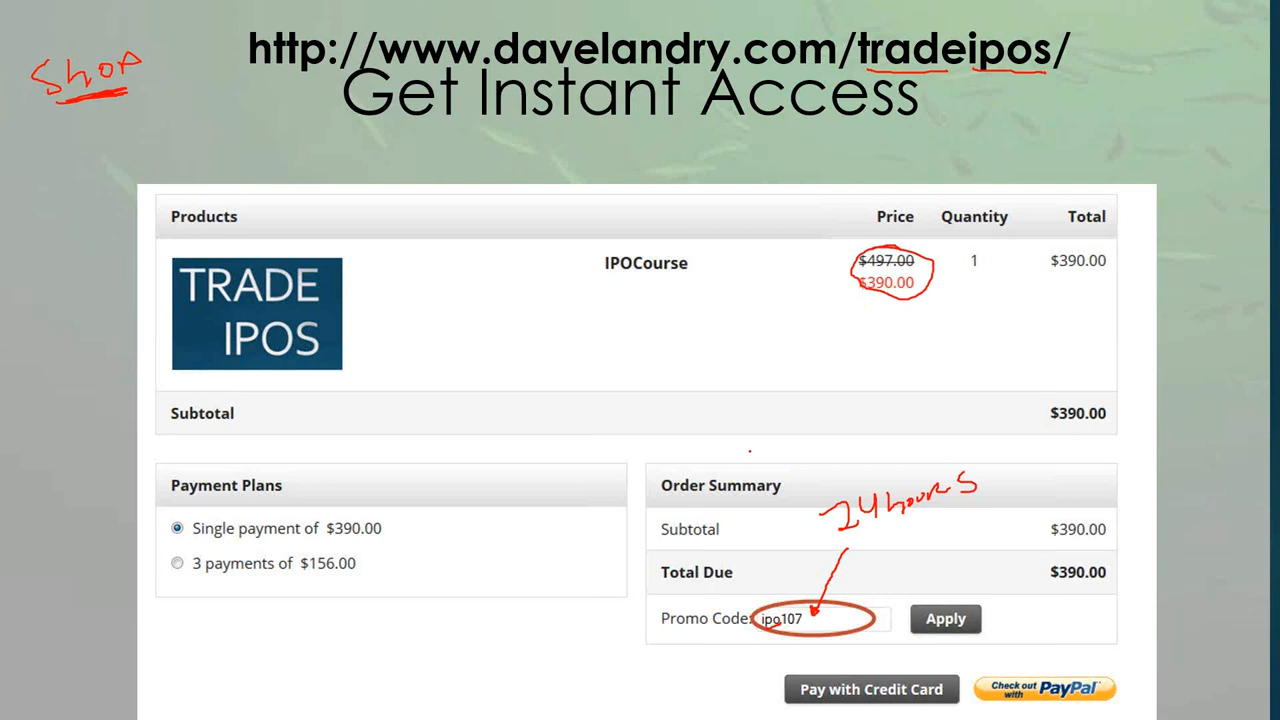 http://www.davelandry.com/tradeipos/
Shop
Get Instant Access
Products Price Quantity Total
TRADE
IPOS
IPOCourse $497.00 1 $390.00
$390.00
Subtotal $390.00
Payment Plans
Single payment of $390.00
3 payments of $156.00
Order Summary
24 hours
Subtotal $390.00
Total Due $390.00
Promo Code: ipo107 Apply
Pay with Credit Card Check out with PayPal